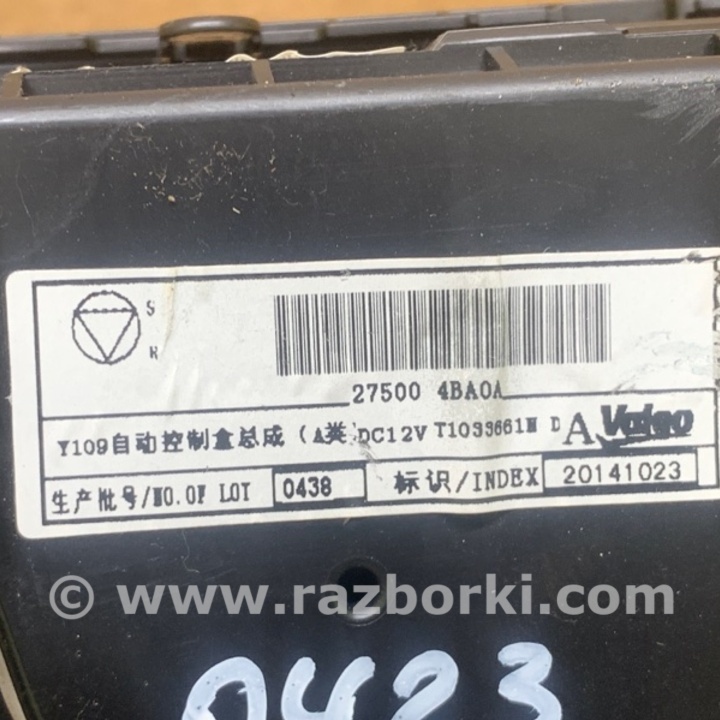 S
R
27500 4BA0A
Y109自动控制盒总成（A类）DC12V T1033661N D A Valeo
生产批号/NO.OF LOT 0438 标识/INDEX 20141023
© www.razborki.com
0423